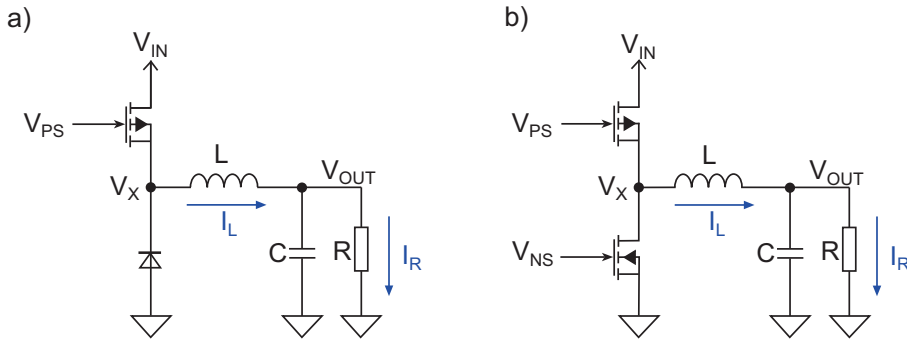 a)
V_IN
V_PS
L
V_X
V_OUT
I_L
C
R
I_R
b)
V_IN
V_PS
L
V_X
V_OUT
I_L
V_NS
C
R
I_R